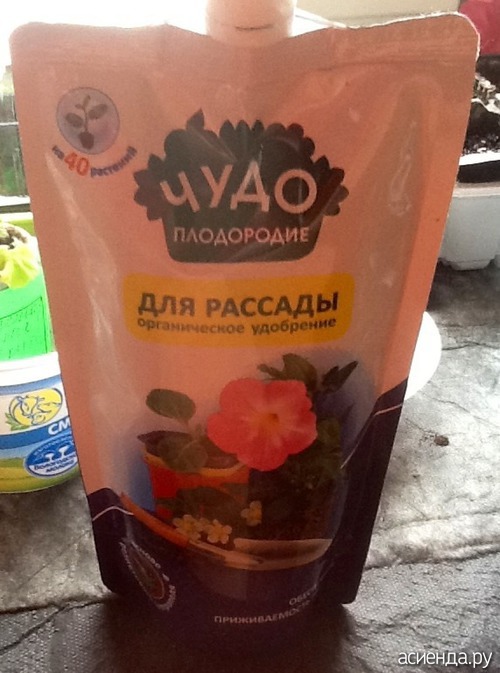 на 40 растений
ЧУДО
ПЛОДОРОДИЕ
ДЛЯ РАССАДЫ
органическое удобрение
СМ
ПРИЖИВАЕМОСТЬ
асиенда.ру